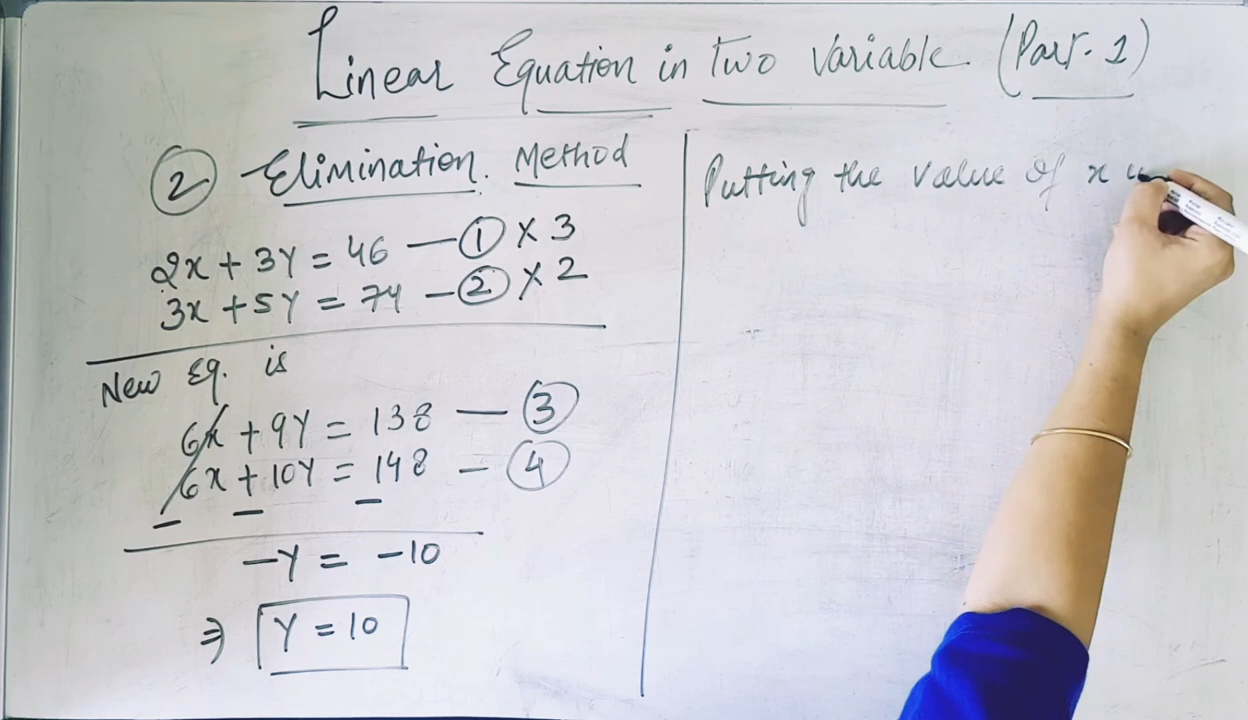 Linear Equation in Two Variable (Part-1)
② Elimination Method
2x + 3Y = 46 — ① X 3
3x + 5Y = 74 — ② X 2
New Eq. is
6x + 9Y = 138 — ③
6x + 10Y = 148 — ④
– – –
–Y = –10
⇒ Y = 10
Putting the value of x